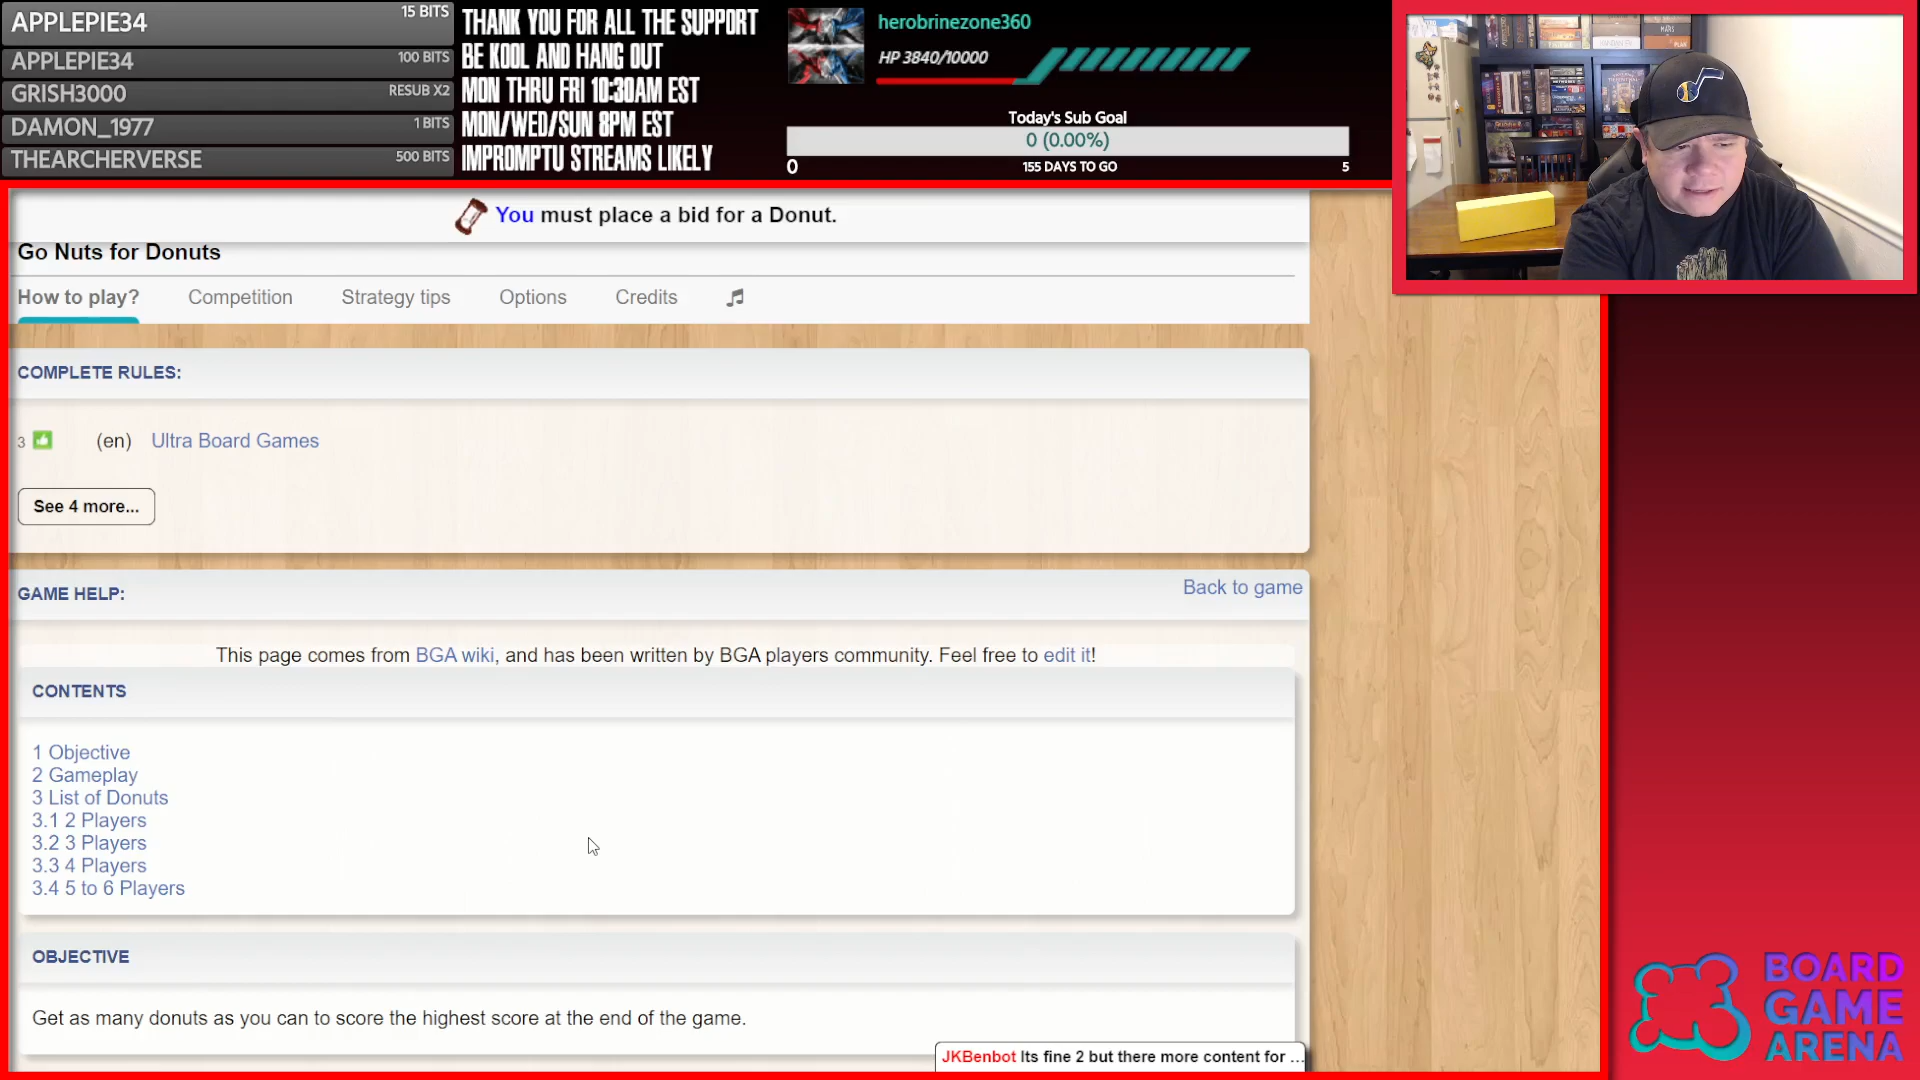 APPLEPIE34 15 BITS
APPLEPIE34 100 BITS
GRISH3000 RESUB X2
DAMON_1977 1 BITS
THEARCHERVERSE 500 BITS
THANK YOU FOR ALL THE SUPPORT
BE KOOL AND HANG OUT
MON THRU FRI 10:30AM EST
MON/WED/SUN 8PM EST
IMPROMPTU STREAMS LIKELY
herobrinezone360
HP 3840/10000
Today's Sub Goal
0 (0.00%)
0 155 DAYS TO GO 5
You must place a bid for a Donut.
Go Nuts for Donuts
How to play? Competition Strategy tips Options Credits
COMPLETE RULES:
3 (en) Ultra Board Games
See 4 more...
GAME HELP:
Back to game
This page comes from BGA wiki, and has been written by BGA players community. Feel free to edit it!
CONTENTS
1 Objective
2 Gameplay
3 List of Donuts
3.1 2 Players
3.2 3 Players
3.3 4 Players
3.4 5 to 6 Players
OBJECTIVE
Get as many donuts as you can to score the highest score at the end of the game.
JKBenbot Its fine 2 but there more content for ...
BOARD
GAME
ARENA